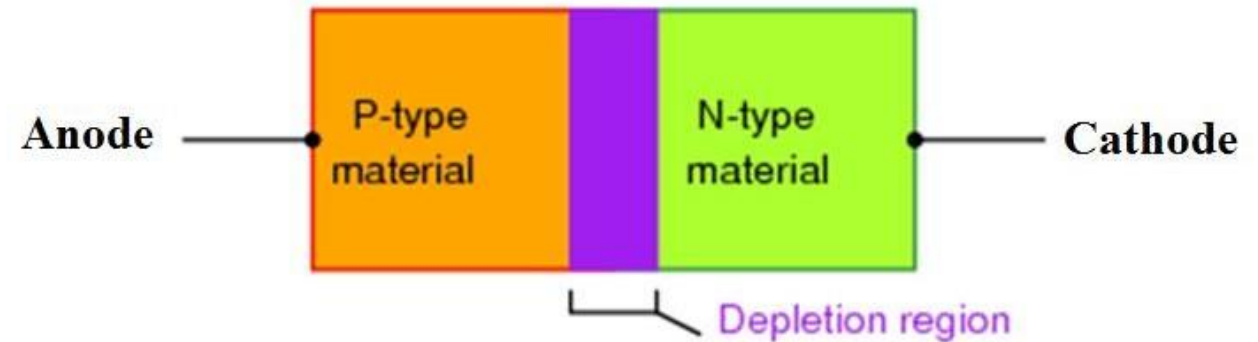 Anode
P-type
material
N-type
material
Cathode
Depletion region